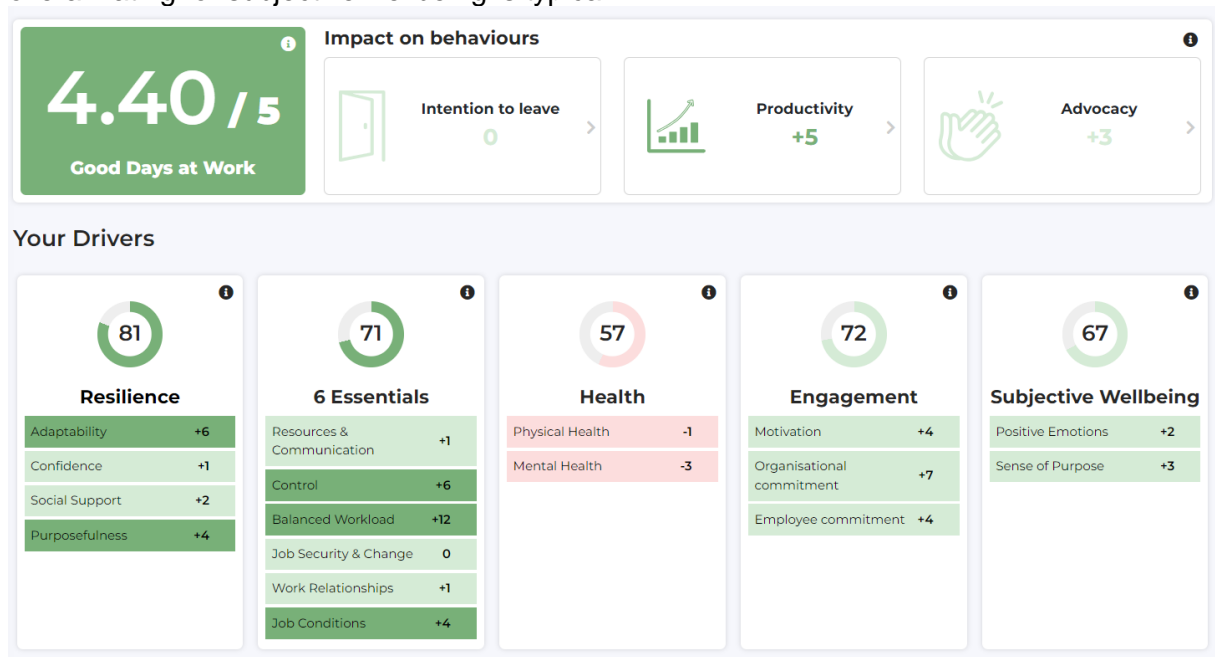 Impact on behaviours
4.40 / 5
Good Days at Work
Intention to leave
0
Productivity
+5
Advocacy
+3
Your Drivers
81
Resilience
Adaptability +6
Confidence +1
Social Support +2
Purposefulness +4
71
6 Essentials
Resources &
Communication +1
Control +6
Balanced Workload +12
Job Security & Change 0
Work Relationships +1
Job Conditions +4
57
Health
Physical Health -1
Mental Health -3
72
Engagement
Motivation +4
Organisational
commitment +7
Employee commitment +4
67
Subjective Wellbeing
Positive Emotions +2
Sense of Purpose +3